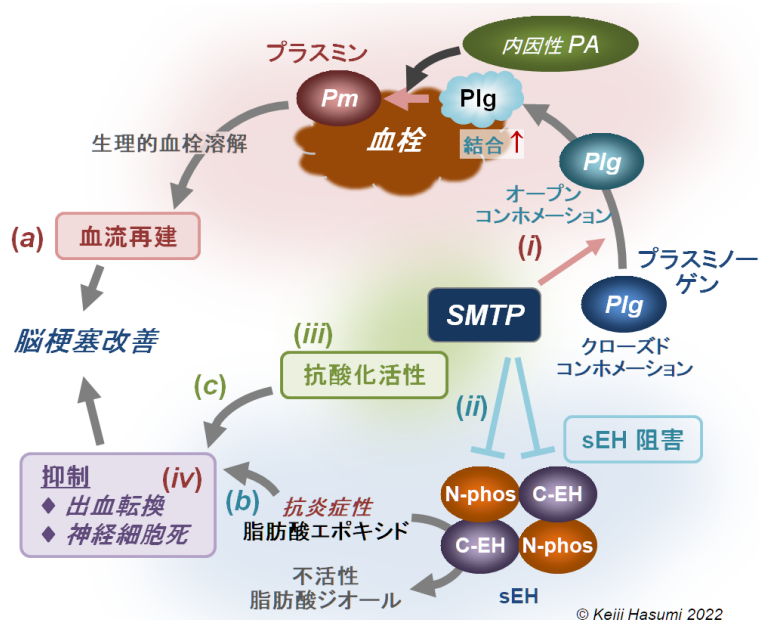 内因性 PA
プラスミン
Pm
Plg
血栓
結合↑
Plg
生理的血栓溶解
オープン
コンホメーション
(a)
血流再建
(i)
プラスミノー
ゲン
Plg
SMTP
クローズド
コンホメーション
脳梗塞改善
(iii)
抗酸化活性
(c)
(ii)
sEH 阻害
抑制
(iv)
◆ 出血転換
◆ 神経細胞死
(b)
抗炎症性
脂肪酸エポキシド
N-phos
C-EH
C-EH
N-phos
不活性
脂肪酸ジオール
sEH
© Keiji Hasumi 2022